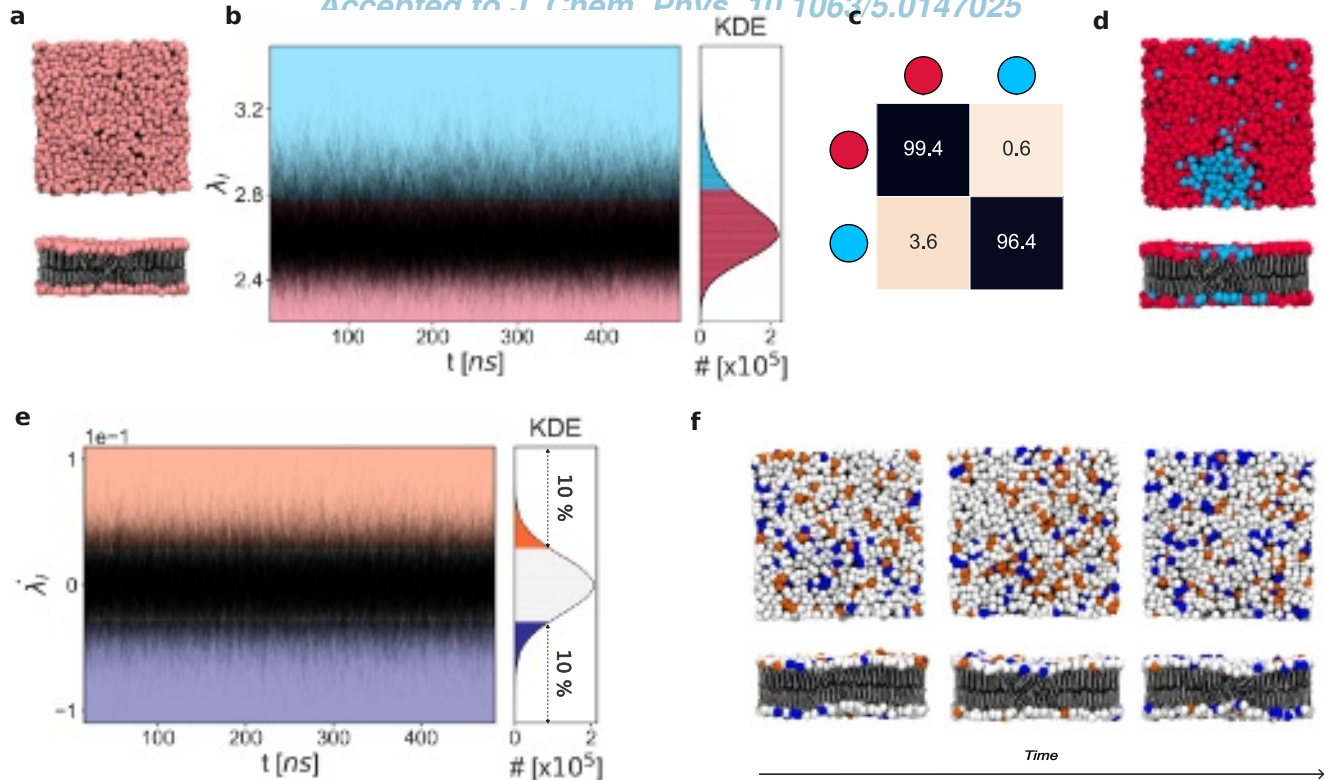 Accepted to J. Chem. Phys. 10.1063/5.0147025
a
b
KDE
λᵢ
3.2
2.8
2.4
100
200
300
400
t [ns]
0
2
# [x10⁵]
c
99.4
0.6
3.6
96.4
d
e
1e−1
KDE
λ̇ᵢ
1
0
−1
100
200
300
400
t [ns]
10 %
10 %
0
2
# [x10⁵]
f
Time